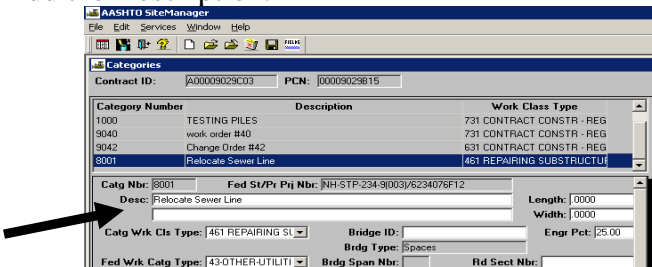 AASHTO SiteManager
File Edit Services Window Help
Categories
Contract ID: A00009029C03 PCN: 00009029B15
Category Number Description Work Class Type
1000 TESTING PILES 731 CONTRACT CONSTR - REG
9040 work order #40 731 CONTRACT CONSTR - REG
9042 Change Order #42 631 CONTRACT CONSTR - REG
8001 Relocate Sewer Line 461 REPAIRING SUBSTRUCTUF
Catg Nbr: 8001 Fed St/Pr Prj Nbr: NH-STP-234-9(003)/6234076F12
Desc: Relocate Sewer Line Length: .0000
Width: .0000
Catg Wrk Cls Type: 461 REPAIRING SU Bridge ID: Engr Pct: 25.00
Brdg Type: Spaces
Fed Wrk Catg Type: 43-OTHER-UTILITI Brdg Span Nbr: Rd Sect Nbr: